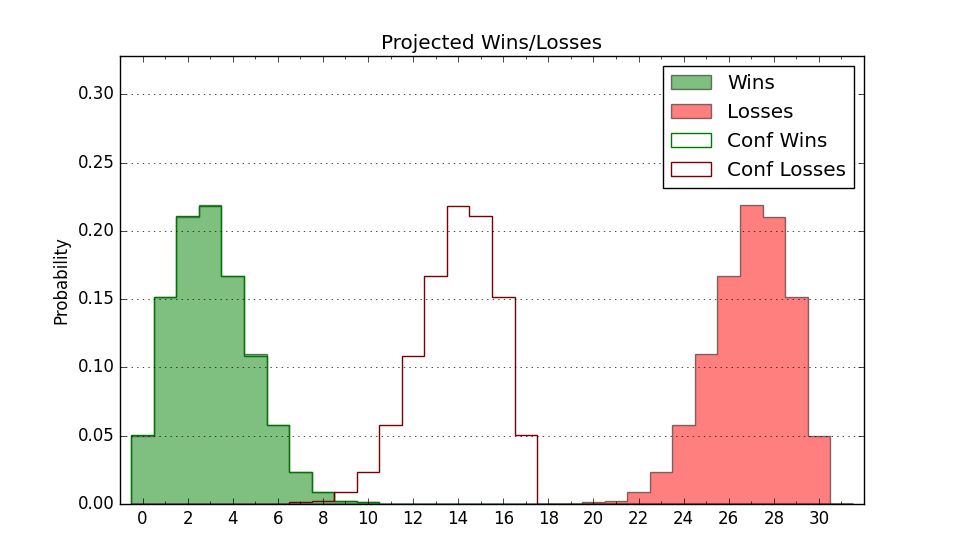 Projected Wins/Losses
Probability
0.30
0.25
0.20
0.15
0.10
0.05
0.00
0 2 4 6 8 10 12 14 16 18 20 22 24 26 28 30
Wins
Losses
Conf Wins
Conf Losses